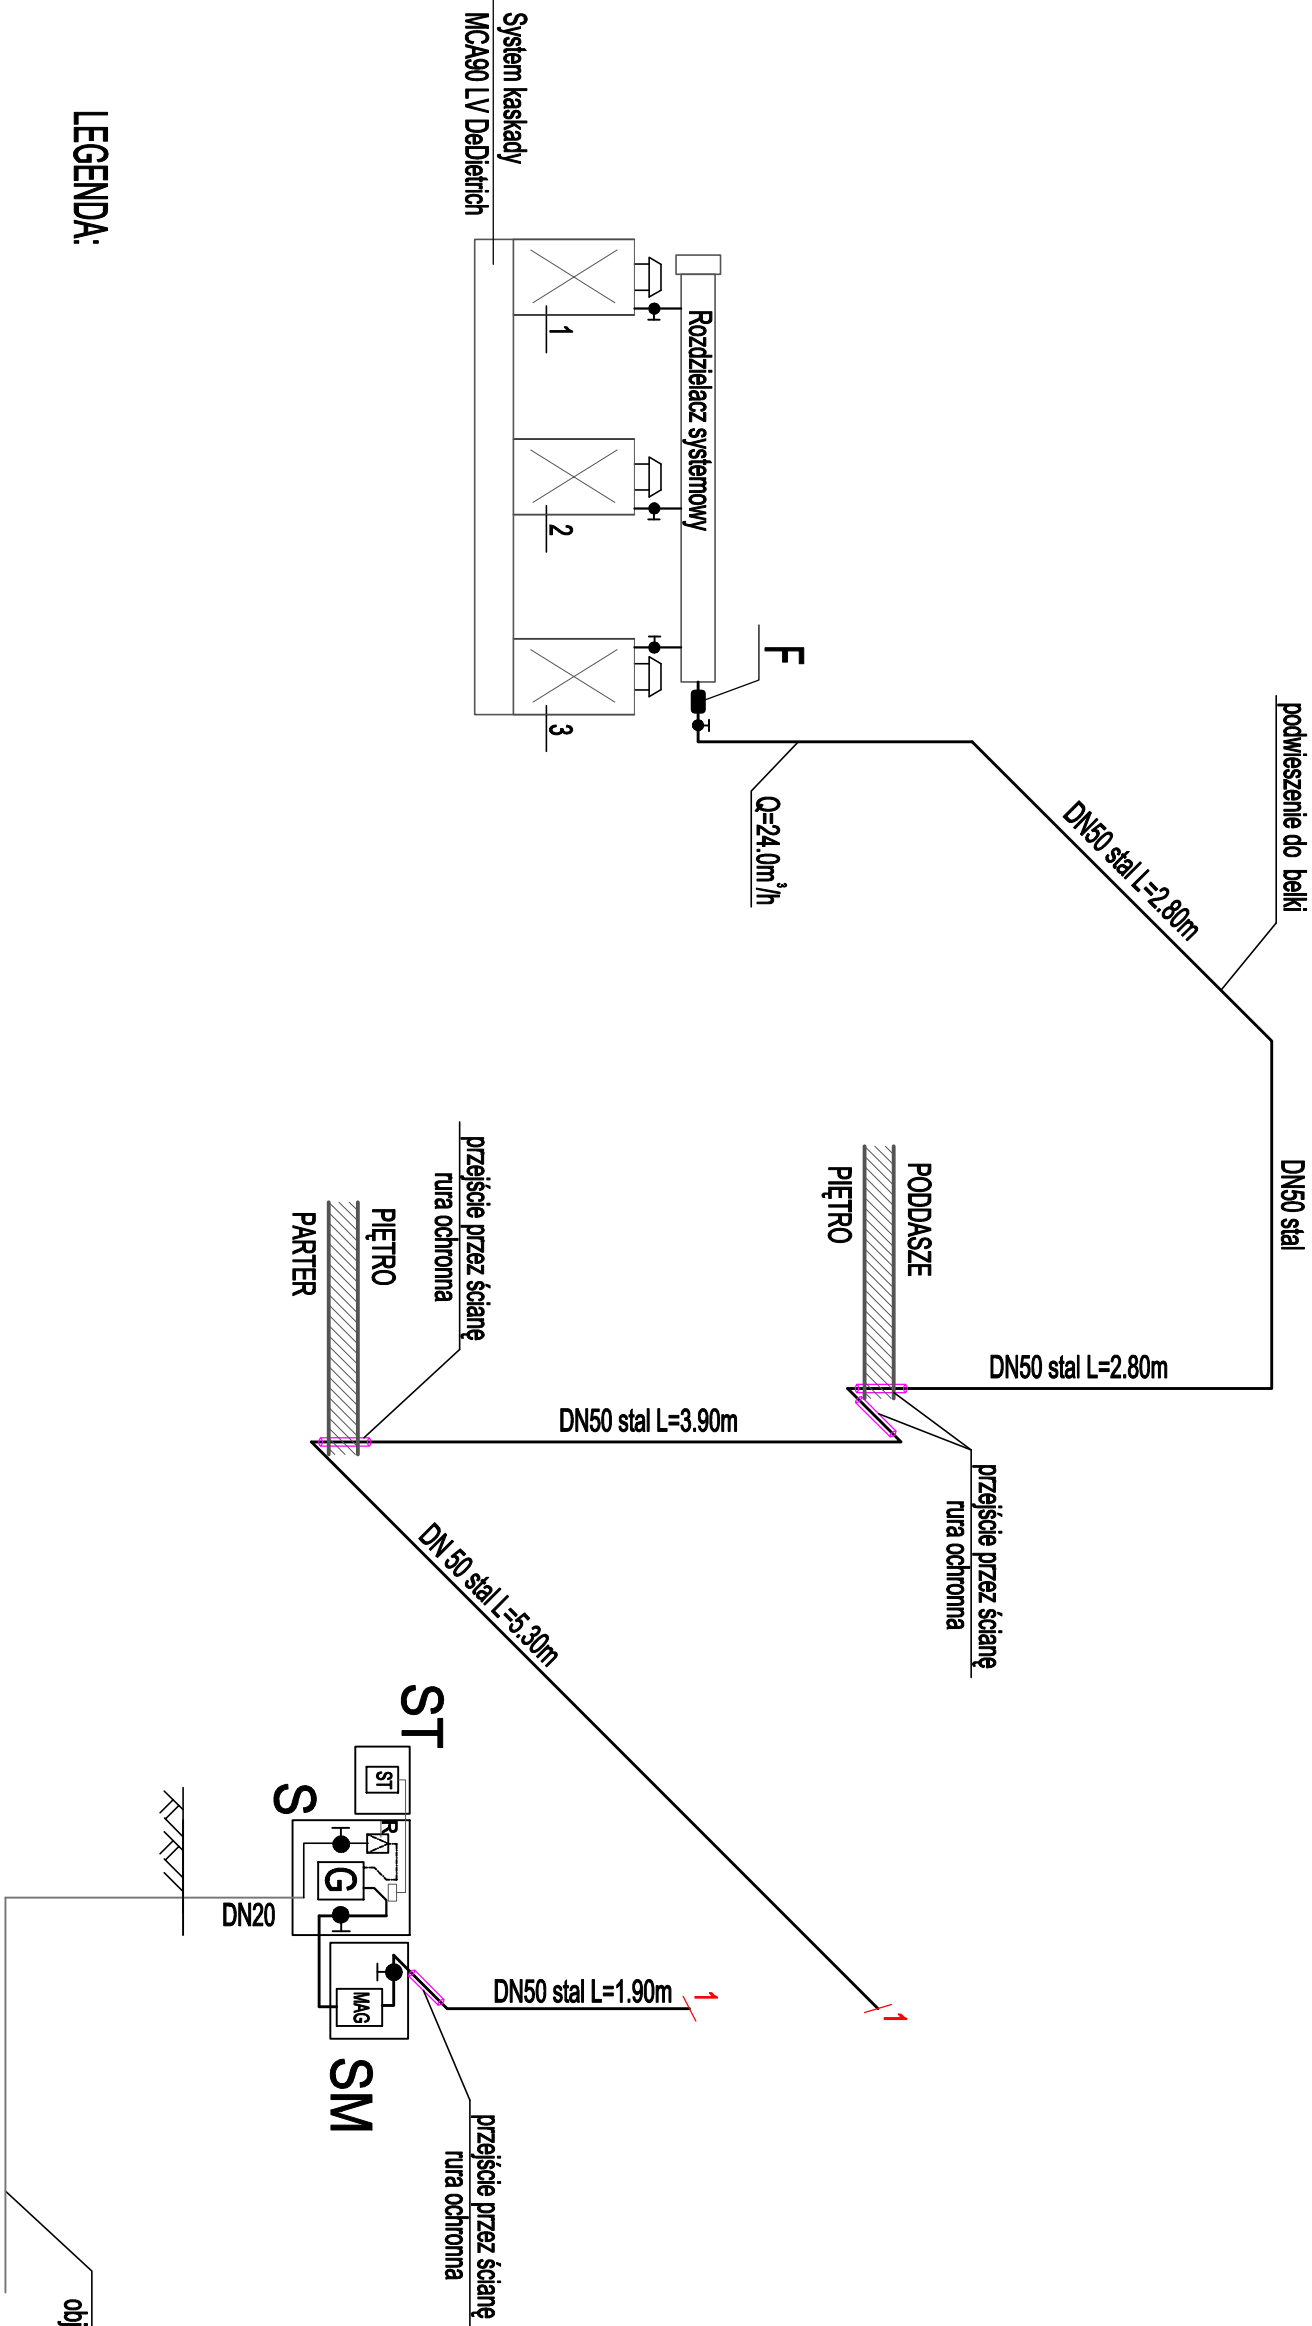 podwieszenie do belki
DN50 stal L=2.80m
DN50 stal
DN50 stal L=2.80m
System kaskady
MCA90 LV DeDietrich
Rozdzielacz systemowy
F
Q=24.0m³/h
1
2
3
PODDASZE
PIĘTRO
przejście przez ścianę
rura ochronna
DN50 stal L=3.90m
przejście przez ścianę
rura ochronna
PIĘTRO
PARTER
DN 50 stal L=5.30m
1
1
DN50 stal L=1.90m
ST
ST
S
R
G
MAG
SM
DN20
przejście przez ścianę
rura ochronna
LEGENDA: